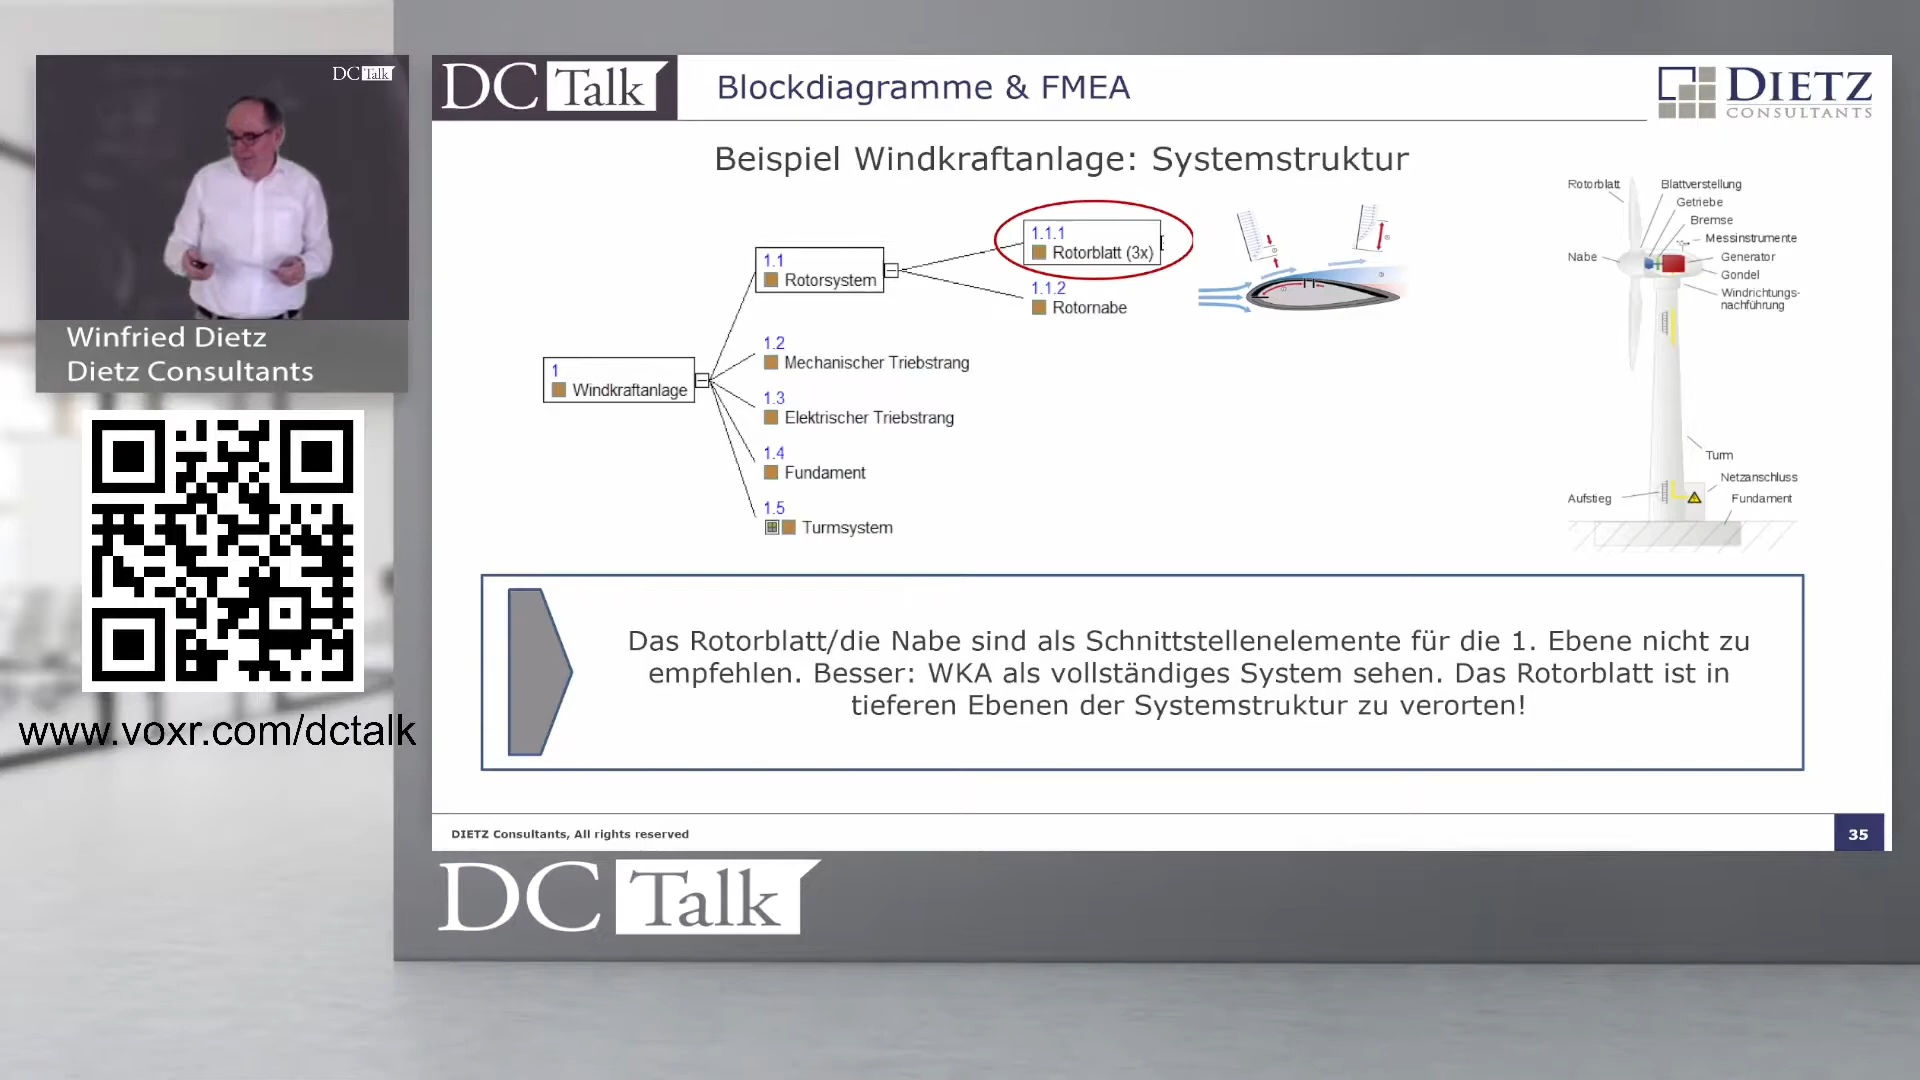 DC Talk
Winfried Dietz
Dietz Consultants
www.voxr.com/dctalk
DC Talk
Blockdiagramme & FMEA
DIETZ
CONSULTANTS
Beispiel Windkraftanlage: Systemstruktur
1
Windkraftanlage
1.1
Rotorsystem
1.1.1
Rotorblatt (3x)
1.1.2
Rotornabe
1.2
Mechanischer Triebstrang
1.3
Elektrischer Triebstrang
1.4
Fundament
1.5
Turmsystem
Rotorblatt
Blattverstellung
Getriebe
Bremse
Messinstrumente
Nabe
Generator
Gondel
Windrichtungs-
nachführung
Turm
Netzanschluss
Aufstieg
Fundament
Das Rotorblatt/die Nabe sind als Schnittstellenelemente für die 1. Ebene nicht zu
empfehlen. Besser: WKA als vollständiges System sehen. Das Rotorblatt ist in
tieferen Ebenen der Systemstruktur zu verorten!
DIETZ Consultants, All rights reserved
35
DC Talk